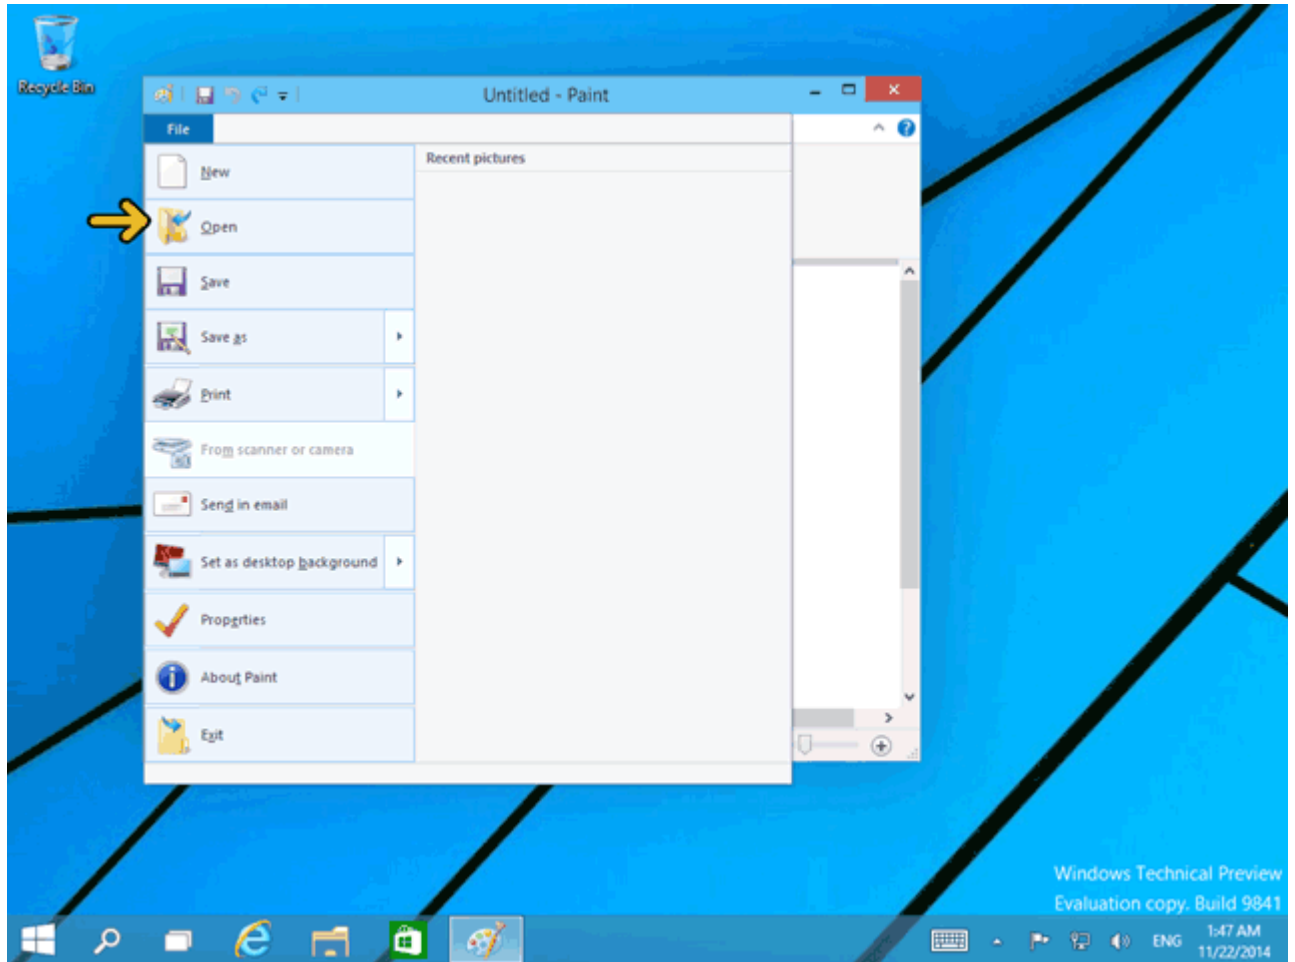 Recycle Bin
Untitled - Paint
File
Recent pictures
New
Open
Save
Save as
Print
From scanner or camera
Send in email
Set as desktop background
Properties
About Paint
Exit
Windows Technical Preview
Evaluation copy. Build 9841
ENG
1:47 AM
11/22/2014